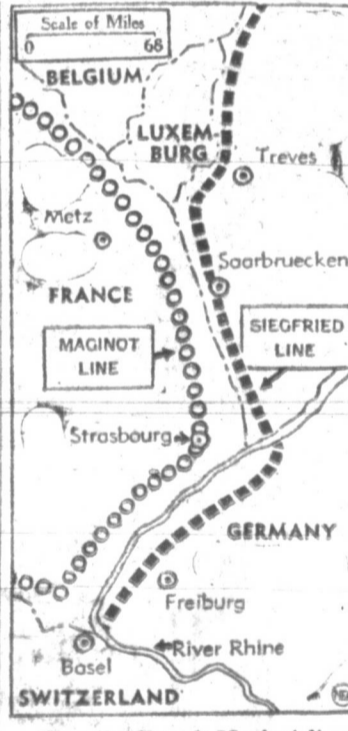 Scale of Miles
0 68
BELGIUM
LUXEM-
BURG
Treves
Metz
Saarbruecken
FRANCE
MAGINOT
LINE
SIEGFRIED
LINE
Strasbourg
GERMANY
Freiburg
River Rhine
Basel
SWITZERLAND